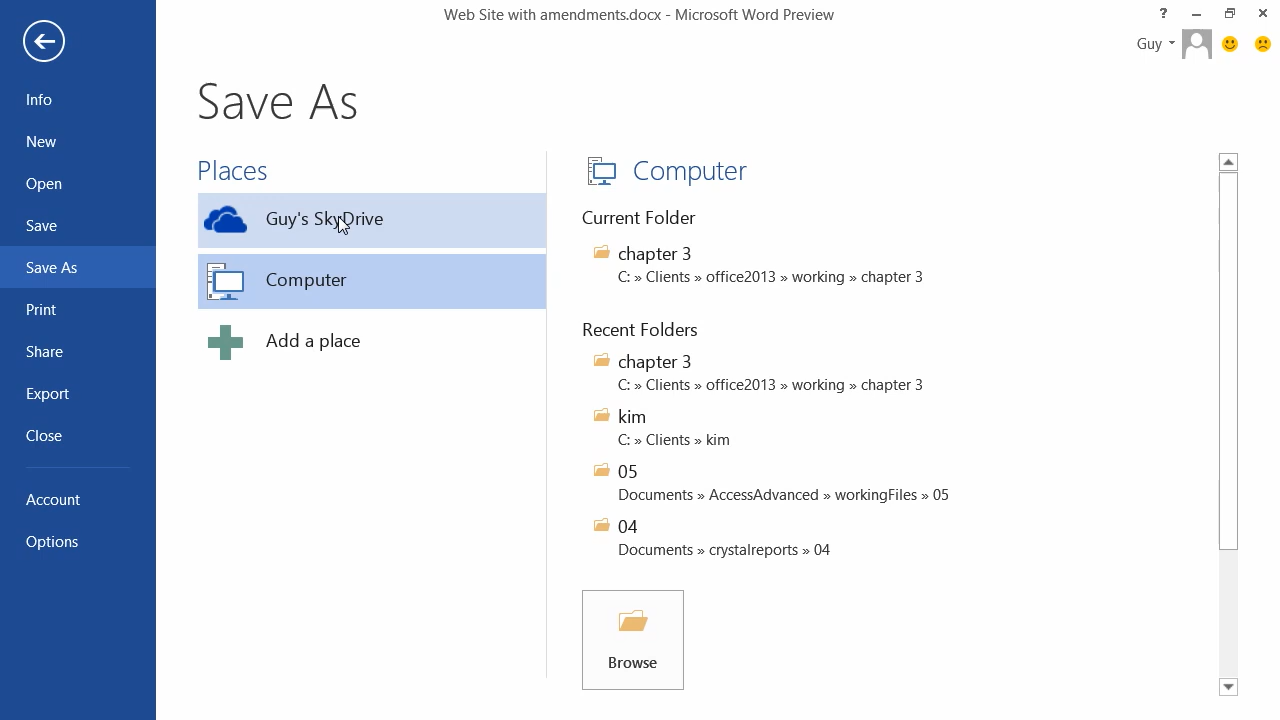 Web Site with amendments.docx - Microsoft Word Preview
?
Guy
Info
New
Open
Save
Save As
Print
Share
Export
Close
Account
Options
Save As
Places
Guy's SkyDrive
Computer
Add a place
Computer
Current Folder
chapter 3
C: » Clients » office2013 » working » chapter 3
Recent Folders
chapter 3
C: » Clients » office2013 » working » chapter 3
kim
C: » Clients » kim
05
Documents » AccessAdvanced » workingFiles » 05
04
Documents » crystalreports » 04
Browse